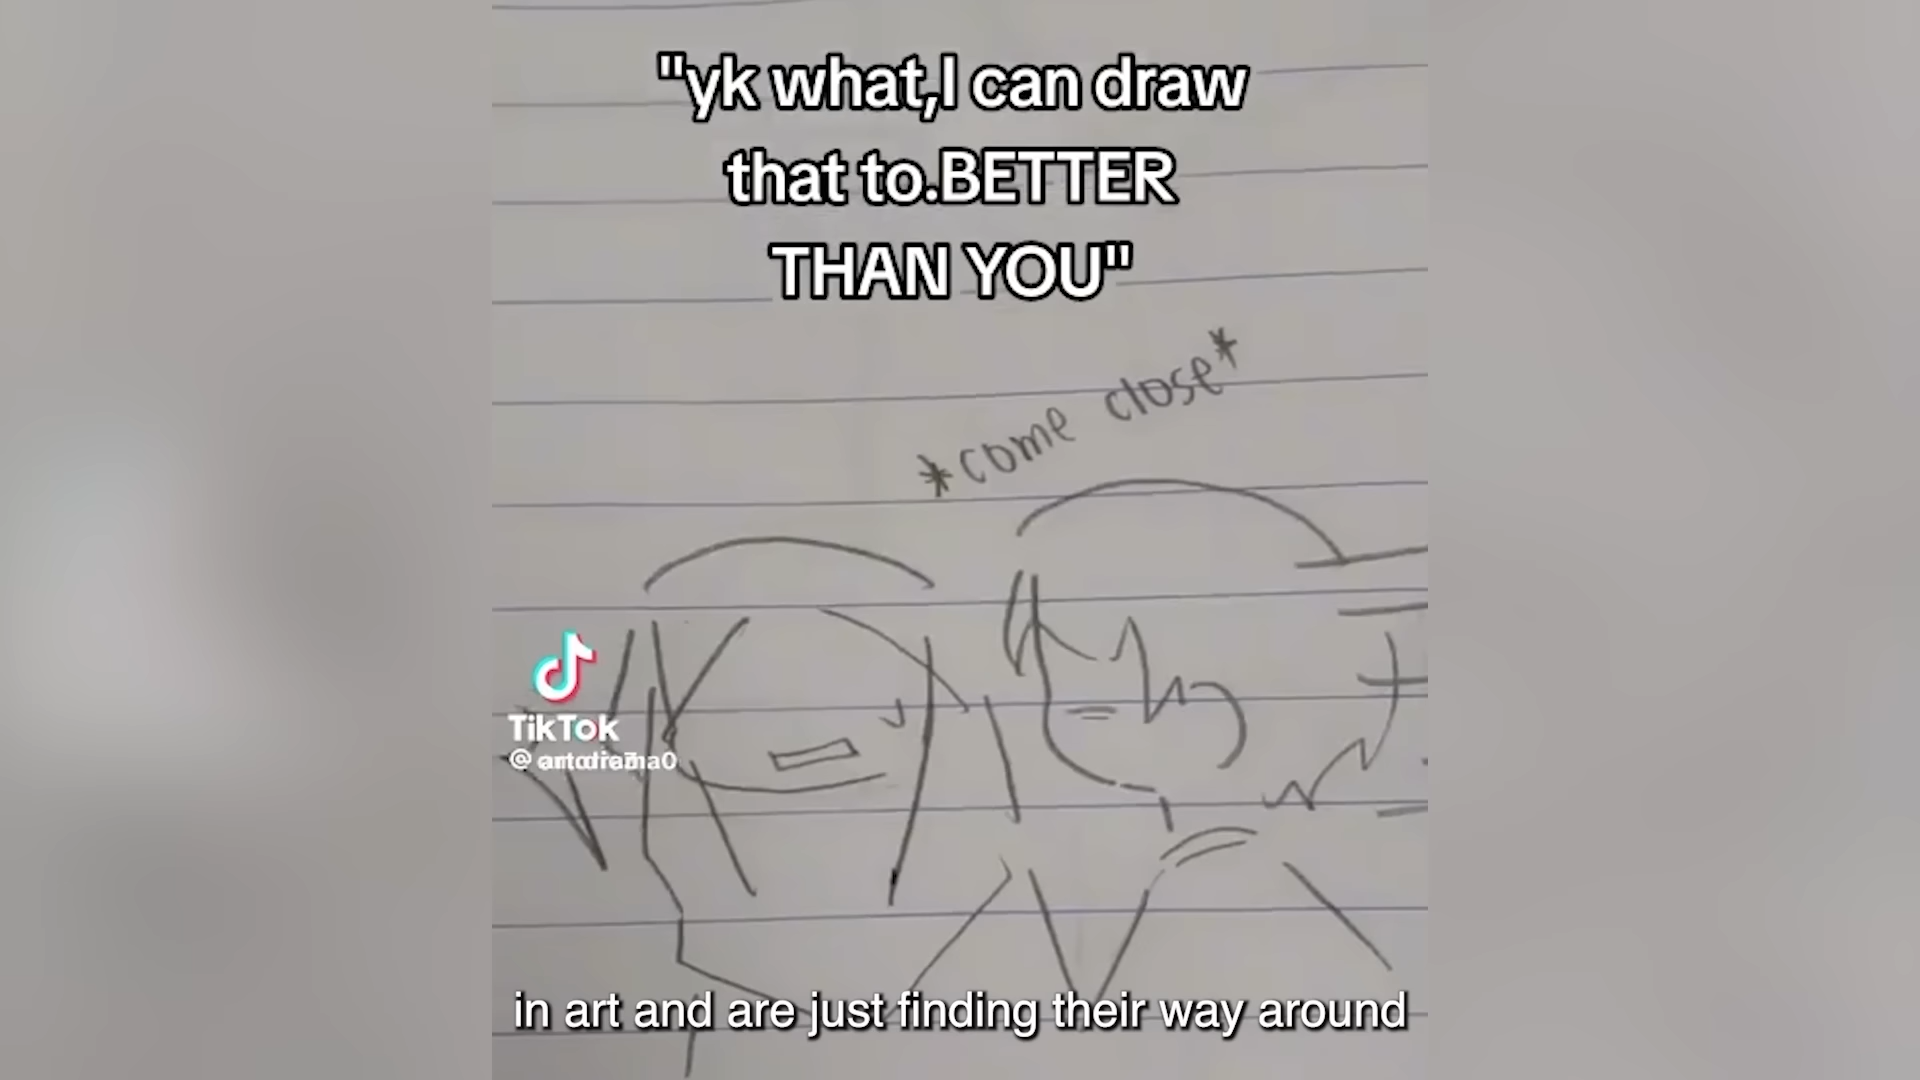 "yk what,I can draw
that to.BETTER
THAN YOU"
*come close*
TikTok
in art and are just finding their way around